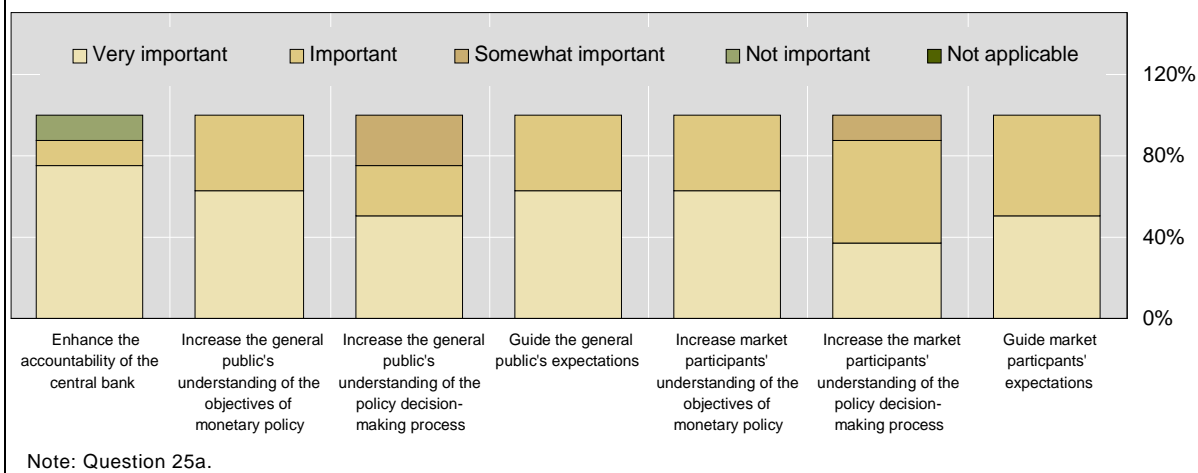 Very important Important Somewhat important Not important Not applicable
120%
80%
40%
0%
Enhance the
accountability of the
central bank
Increase the general
public's
understanding of the
objectives of
monetary policy
Increase the general
public's
understanding of the
policy decision-
making process
Guide the general
public's expectations
Increase market
participants'
understanding of the
objectives of
monetary policy
Increase the market
participants'
understanding of the
policy decision-
making process
Guide market
particpants'
expectations
Note: Question 25a.